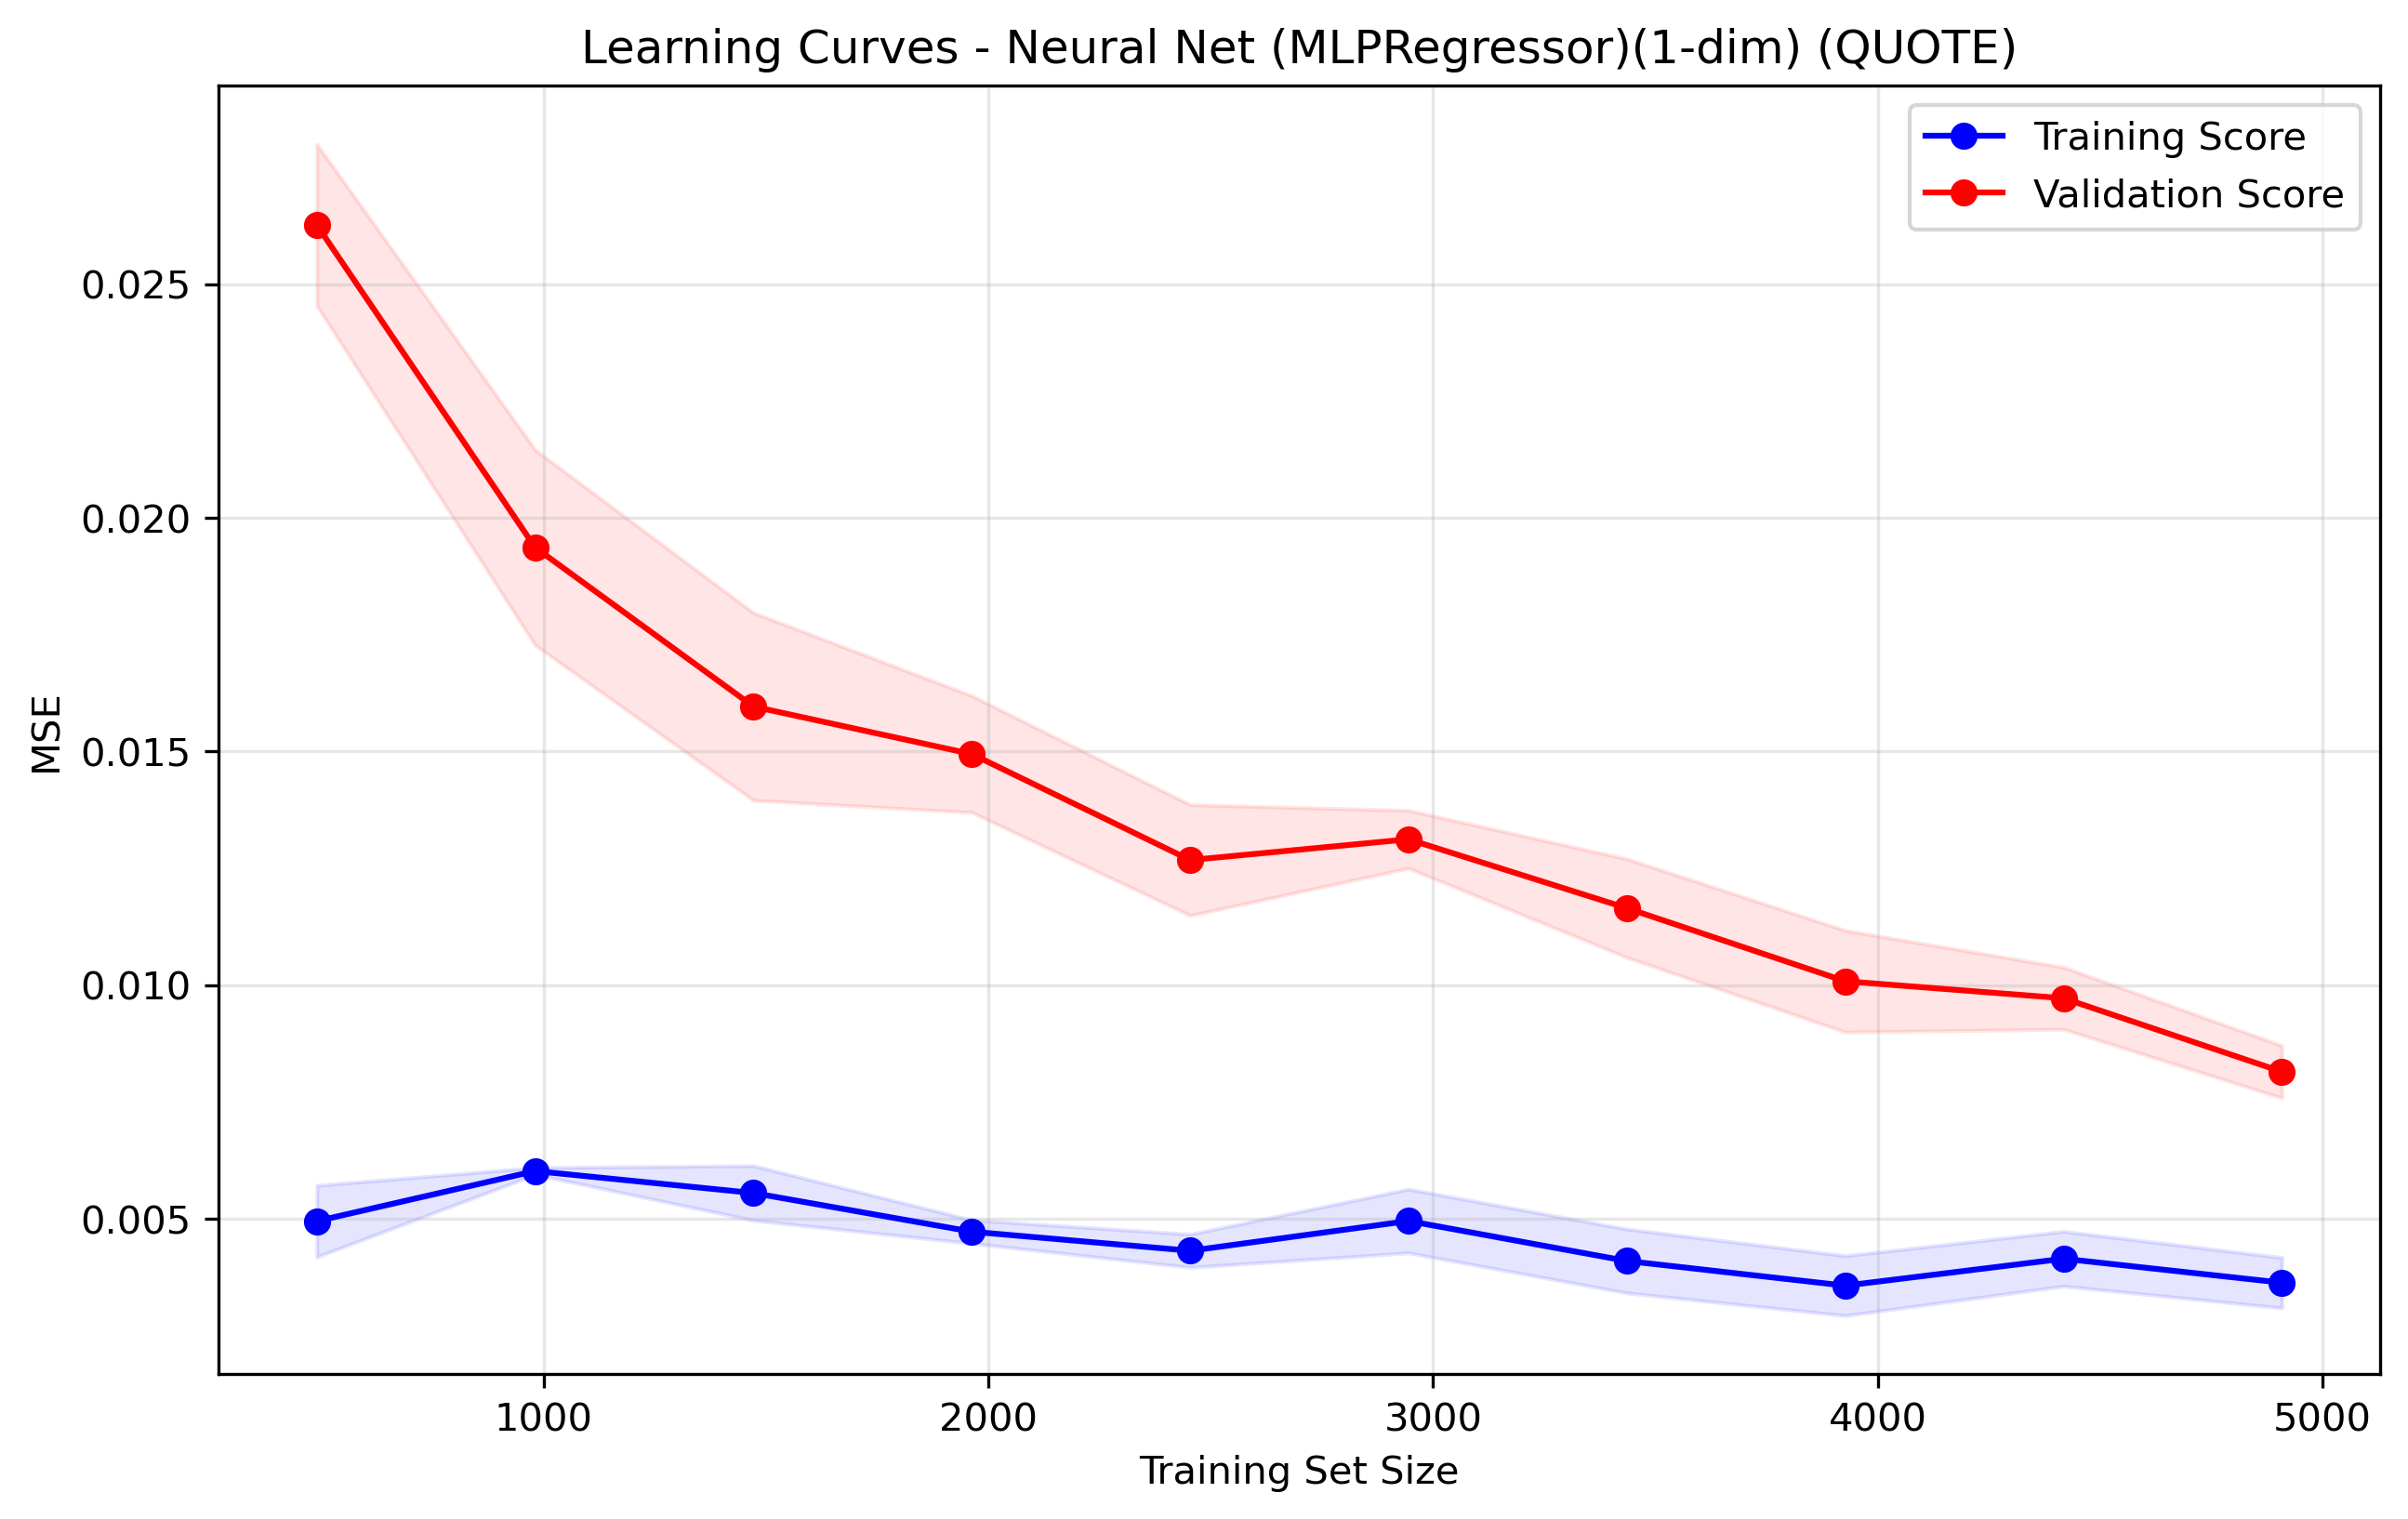 Learning Curves - Neural Net (MLPRegressor)(1-dim) (QUOTE)
Training Score
Validation Score
MSE
0.025
0.020
0.015
0.010
0.005
1000
2000
3000
4000
5000
Training Set Size